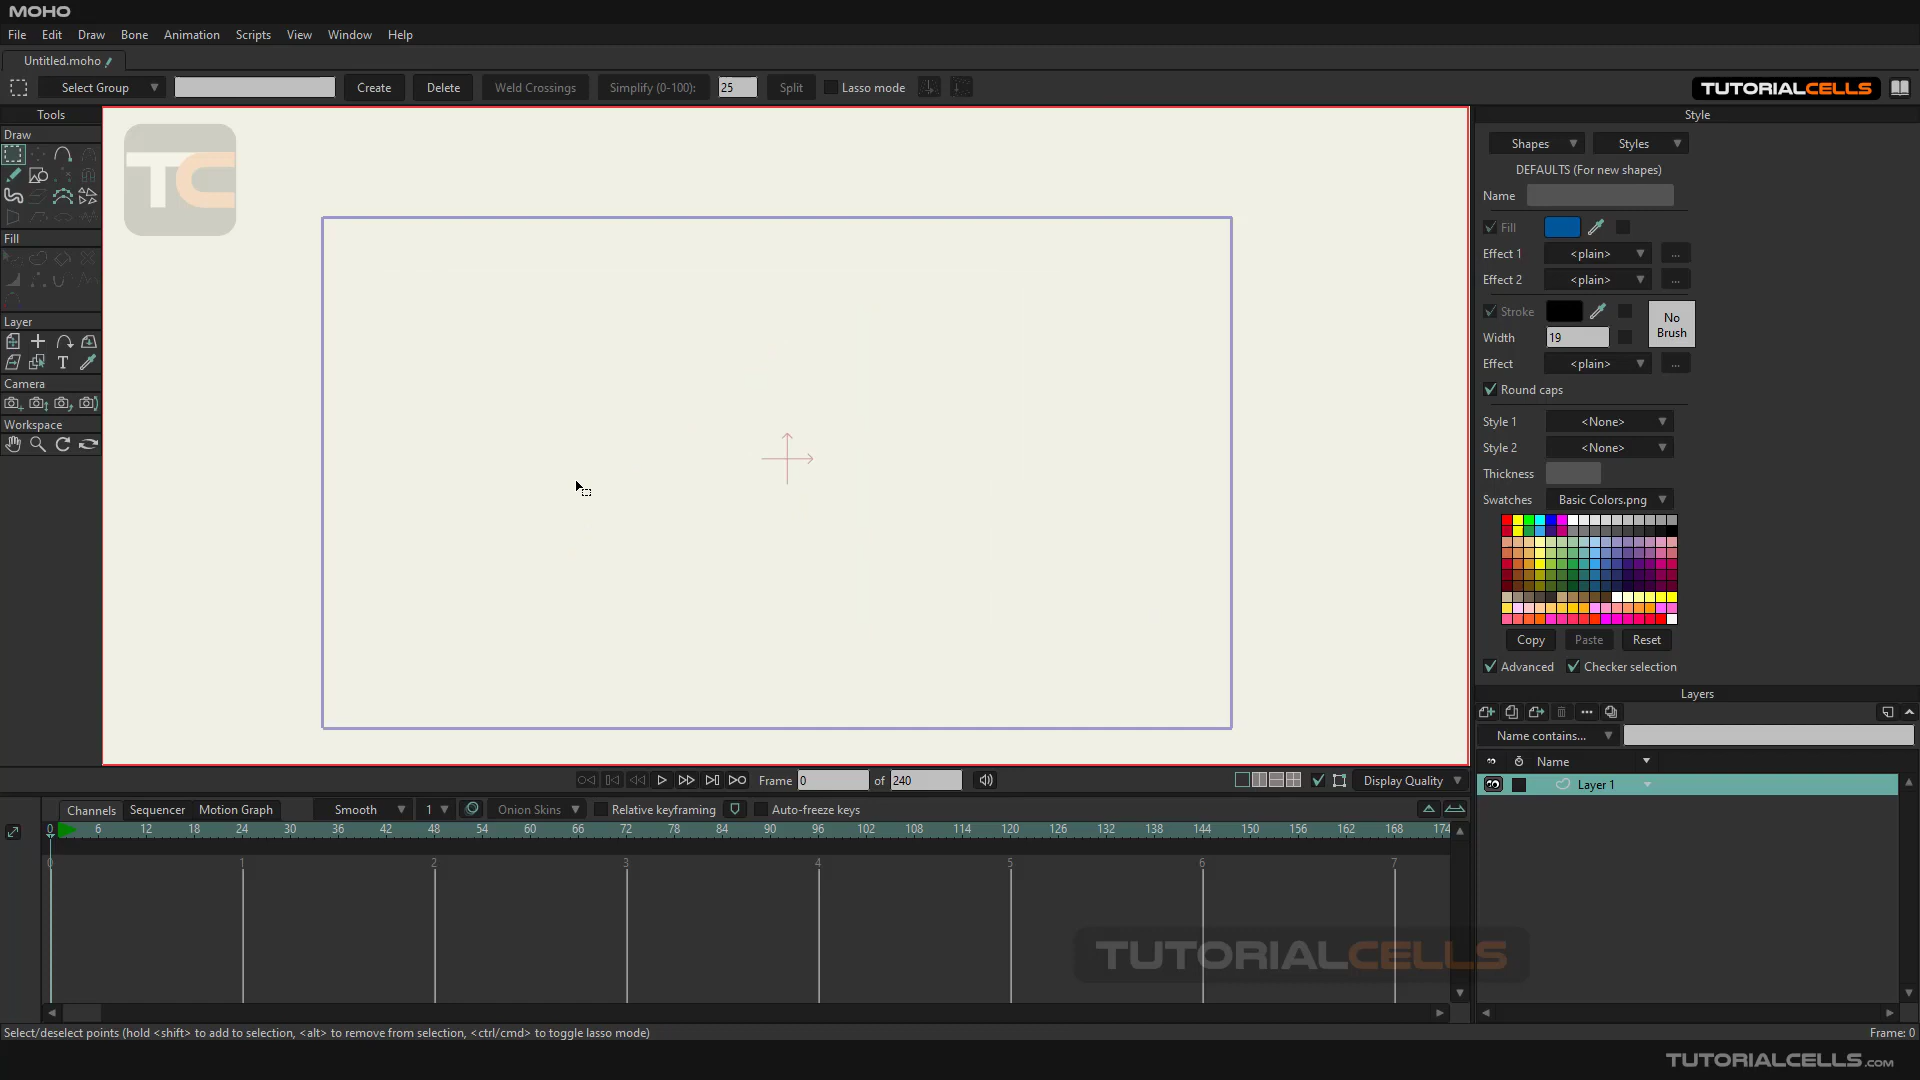 MOHO
File Edit Draw Bone Animation Scripts View Window Help
Untitled.moho
Select Group Create Delete Weld Crossings Simplify (0-100): 25 Split Lasso mode
TUTORIALCELLS
Tools
Style
Draw
TC
Shapes Styles
DEFAULTS (For new shapes)
Name
Fill
Fill
Effect 1 <plain> ...
Effect 2 <plain> ...
Stroke
No Brush
Width 19
Effect <plain> ...
Round caps
Layer
T
Camera
Workspace
Style 1 <None>
Style 2 <None>
Thickness
Swatches Basic Colors.png
Copy Paste Reset
Advanced Checker selection
Layers
Name contains...
Name
Layer 1
Frame 0 of 240 Display Quality
Channels Sequencer Motion Graph Smooth 1 Onion Skins Relative keyframing Auto-freeze keys
0 6 12 18 24 30 36 42 48 54 60 66 72 78 84 90 96 102 108 114 120 126 132 138 144 150 156 162 168 174
0 1 2 3 4 5 6 7
TUTORIALCELLS
Select/deselect points (hold <shift> to add to selection, <alt> to remove from selection, <ctrl/cmd> to toggle lasso mode)
Frame: 0
TUTORIALCELLS.com